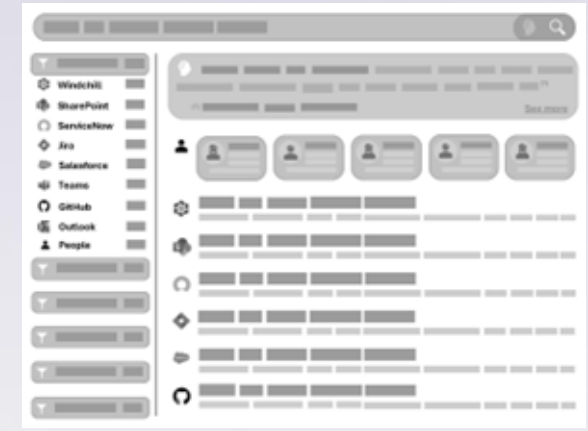 Windchill
SharePoint
ServiceNow
Jira
Salesforce
Teams
GitHub
Outlook
People
See more